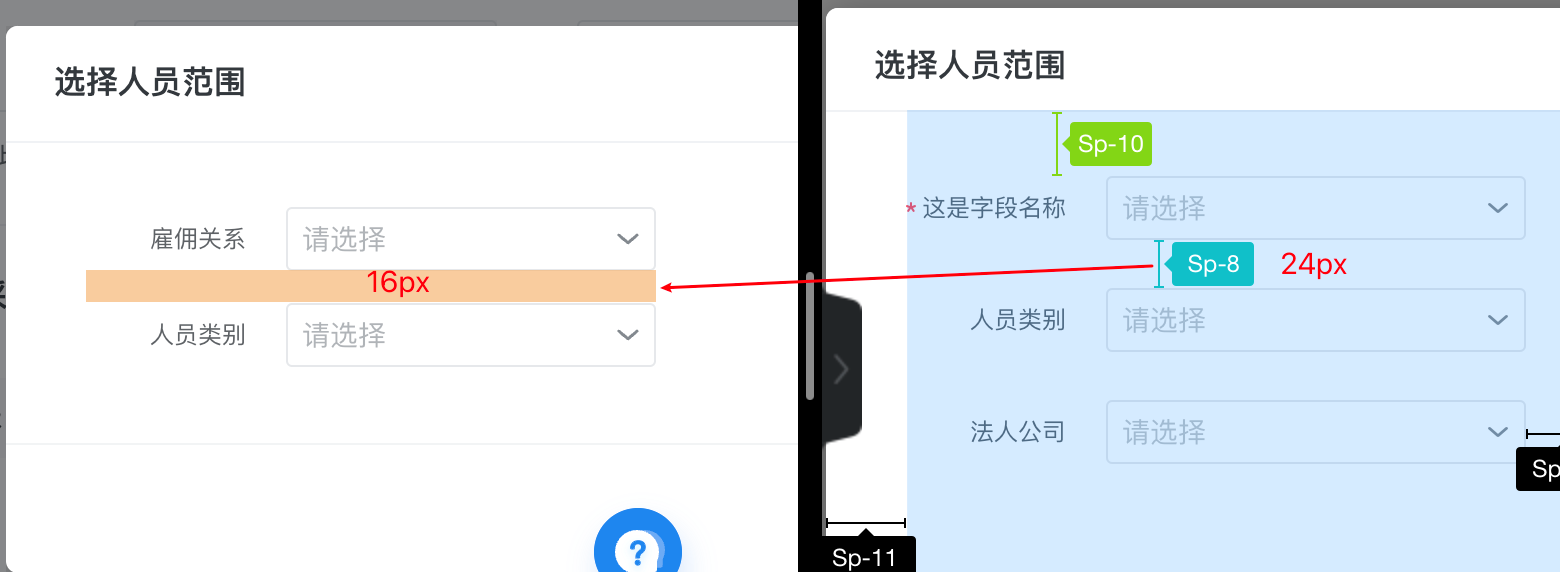 选择人员范围
雇佣关系
请选择
16px
人员类别
请选择
?
选择人员范围
Sp-10
* 这是字段名称
请选择
Sp-8
24px
人员类别
请选择
法人公司
请选择
Sp
Sp-11